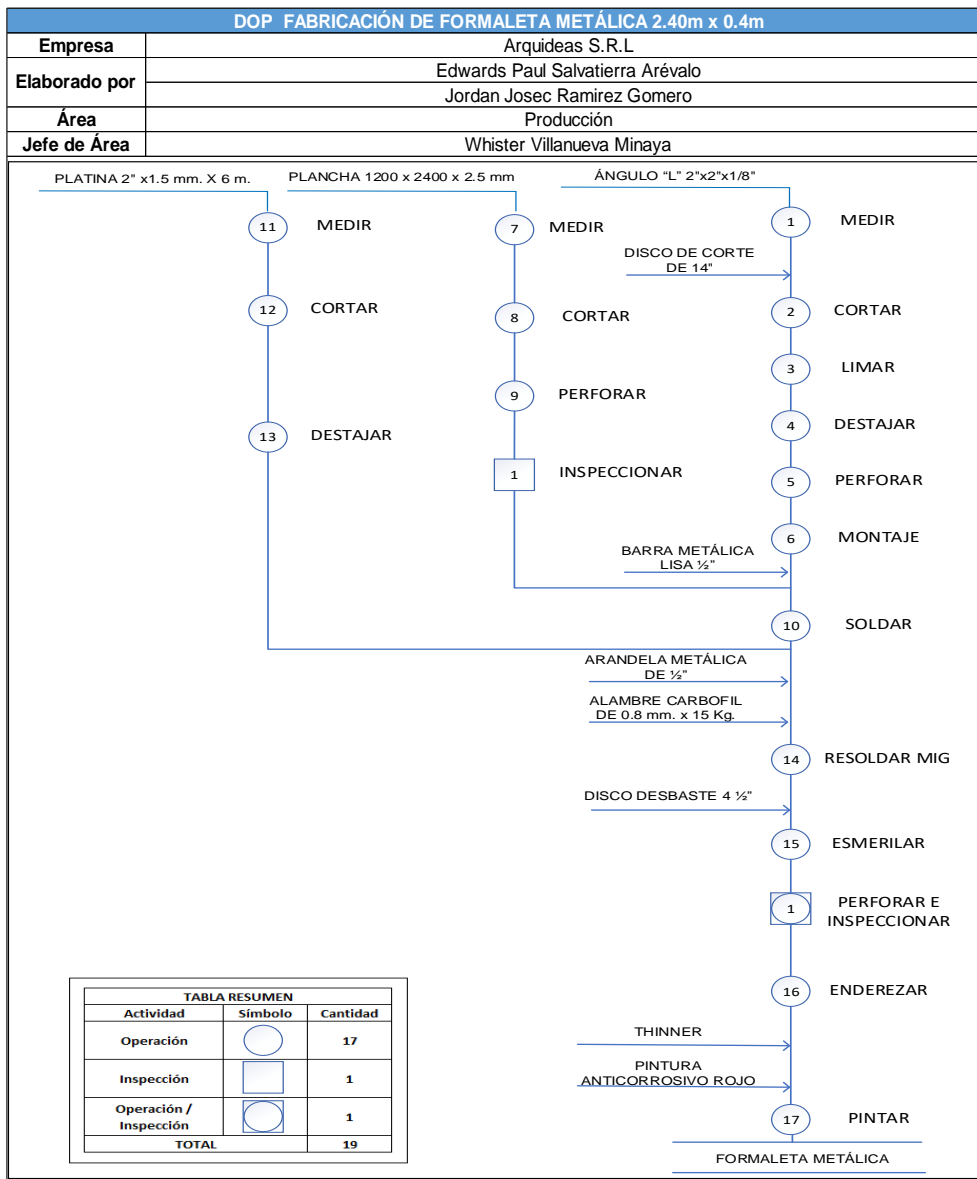 DOP FABRICACIÓN DE FORMALETA METÁLICA 2.40m x 0.4m
Empresa Arquideas S.R.L
Elaborado por Edwards Paul Salvatierra Arévalo
Jordan Josec Ramirez Gomero
Área Producción
Jefe de Área Whister Villanueva Minaya
PLATINA 2" x1.5 mm. X 6 m.
PLANCHA 1200 x 2400 x 2.5 mm
ÁNGULO "L" 2"x2"x1/8"
11 MEDIR
7 MEDIR
1 MEDIR
DISCO DE CORTE
DE 14"
12 CORTAR
8 CORTAR
2 CORTAR
3 LIMAR
9 PERFORAR
4 DESTAJAR
13 DESTAJAR
1 INSPECCIONAR
5 PERFORAR
6 MONTAJE
BARRA METÁLICA
LISA ½"
10 SOLDAR
ARANDELA METÁLICA
DE ½"
ALAMBRE CARBOFIL
DE 0.8 mm. x 15 Kg.
14 RESOLDAR MIG
DISCO DESBASTE 4 ½"
15 ESMERILAR
1 PERFORAR E
INSPECCIONAR
16 ENDEREZAR
THINNER
PINTURA
ANTICORROSIVO ROJO
17 PINTAR
FORMALETA METÁLICA
TABLA RESUMEN
Actividad Símbolo Cantidad
Operación 17
Inspección 1
Operación /
Inspección 1
TOTAL 19